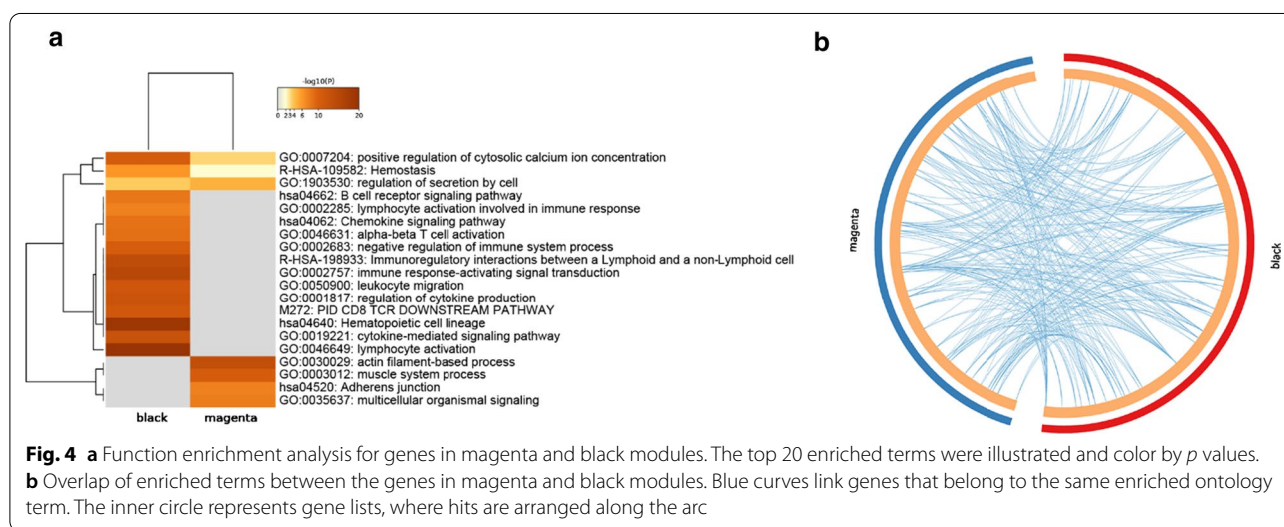 a
b
-log10(P)
0 234 6 10 20
GO:0007204: positive regulation of cytosolic calcium ion concentration
R-HSA-109582: Hemostasis
GO:1903530: regulation of secretion by cell
hsa04662: B cell receptor signaling pathway
GO:0002285: lymphocyte activation involved in immune response
hsa04062: Chemokine signaling pathway
GO:0046631: alpha-beta T cell activation
GO:0002683: negative regulation of immune system process
R-HSA-198933: Immunoregulatory interactions between a Lymphoid and a non-Lymphoid cell
GO:0002757: immune response-activating signal transduction
GO:0050900: leukocyte migration
GO:0001817: regulation of cytokine production
M272: PID CD8 TCR DOWNSTREAM PATHWAY
hsa04640: Hematopoietic cell lineage
GO:0019221: cytokine-mediated signaling pathway
GO:0046649: lymphocyte activation
GO:0030029: actin filament-based process
GO:0003012: muscle system process
hsa04520: Adherens junction
GO:0035637: multicellular organismal signaling
black magenta
magenta
black
Fig. 4 a Function enrichment analysis for genes in magenta and black modules. The top 20 enriched terms were illustrated and color by p values.
b Overlap of enriched terms between the genes in magenta and black modules. Blue curves link genes that belong to the same enriched ontology
term. The inner circle represents gene lists, where hits are arranged along the arc